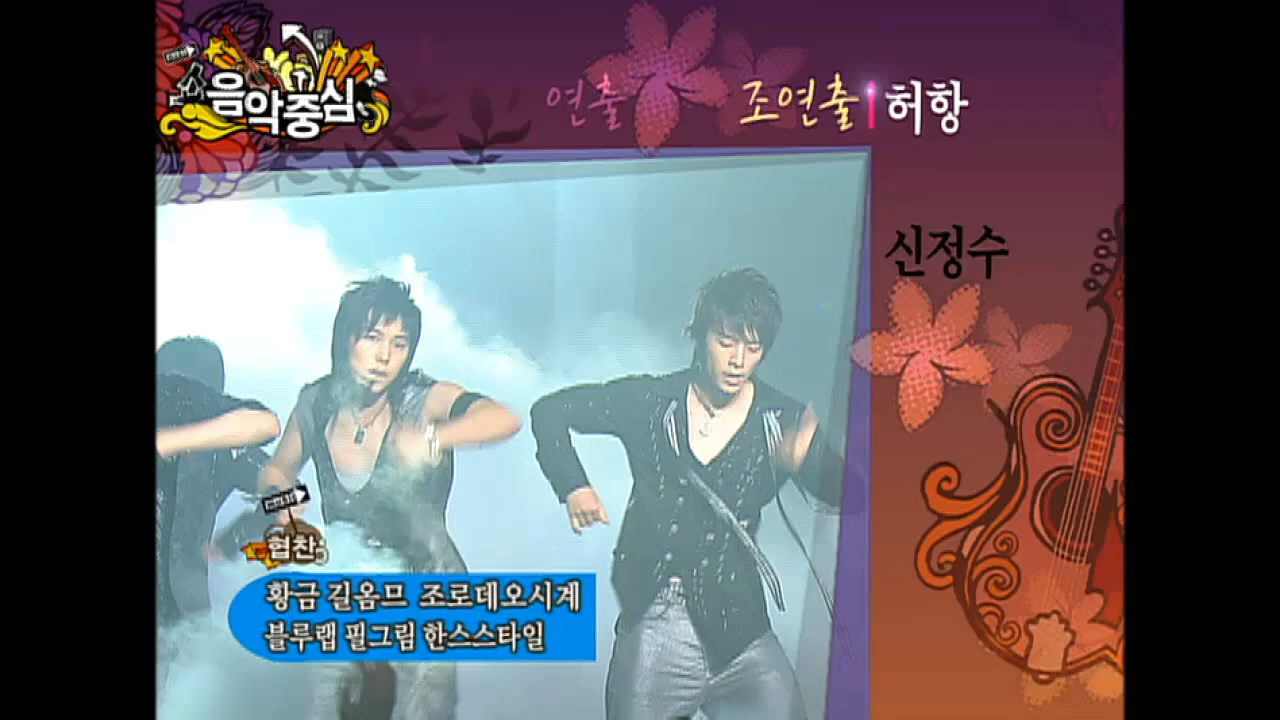 음악중심
연출
조연출 허항
신정수
협찬
황금 길옴므 조로데오시계
블루랩 필그림 한스스타일